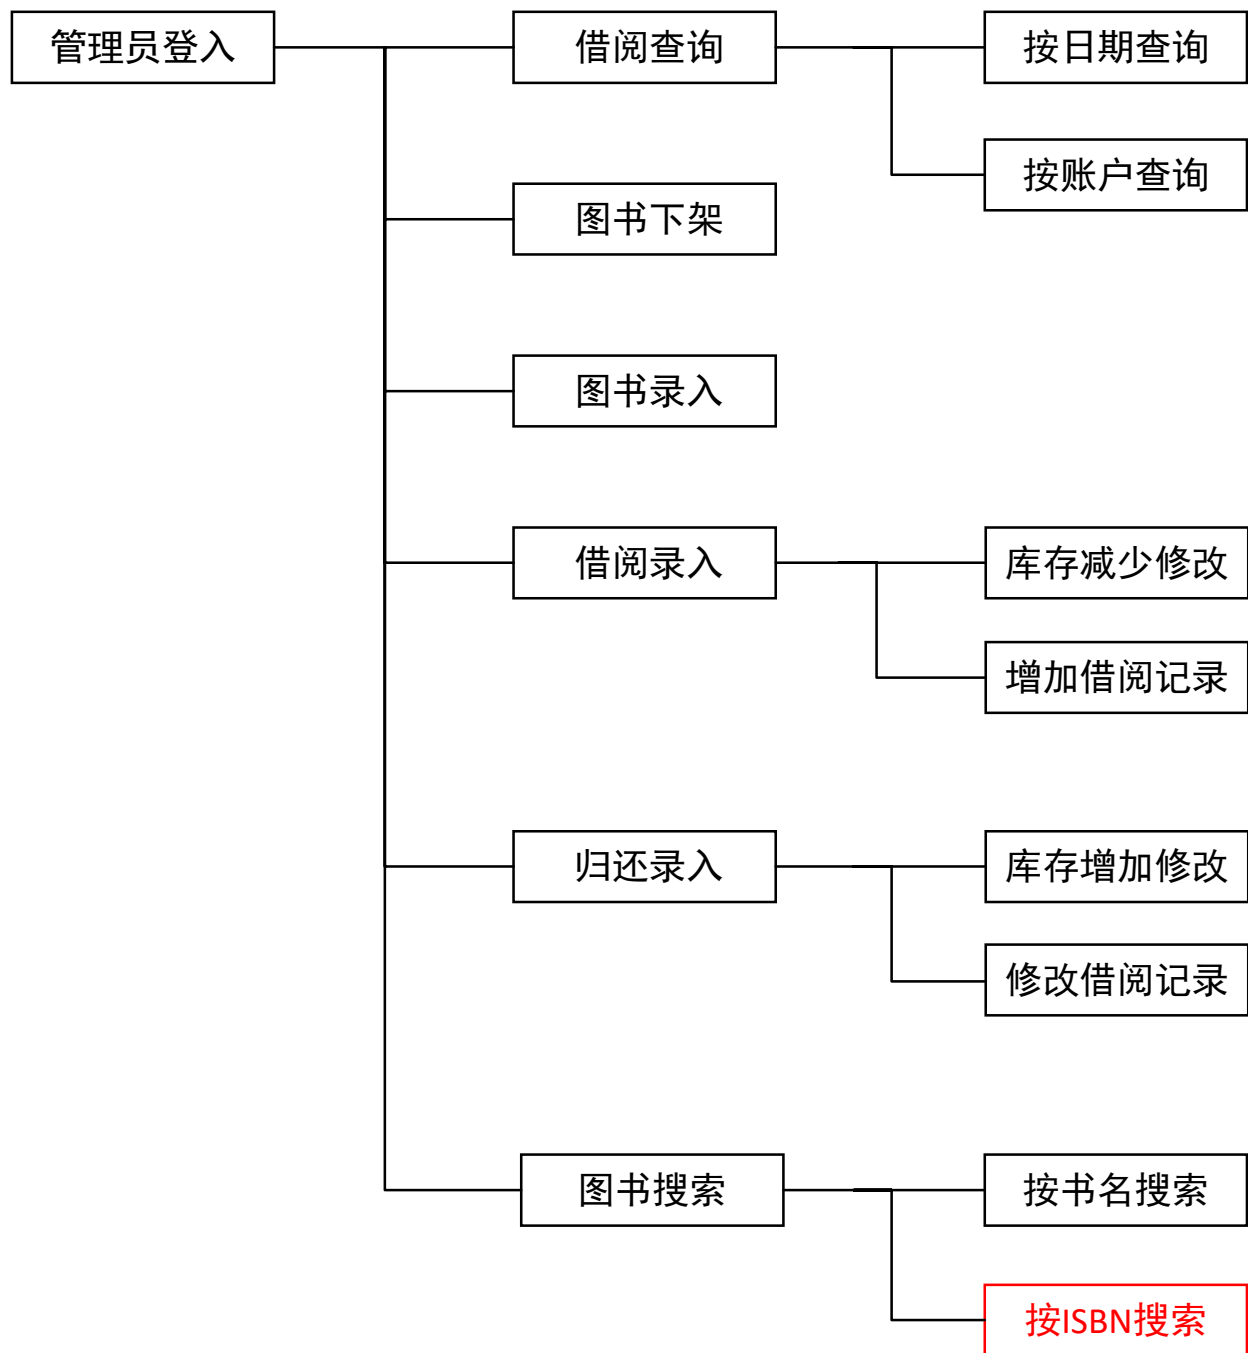 管理员登入
借阅查询
按日期查询
按账户查询
图书下架
图书录入
借阅录入
库存减少修改
增加借阅记录
归还录入
库存增加修改
修改借阅记录
图书搜索
按书名搜索
按ISBN搜索